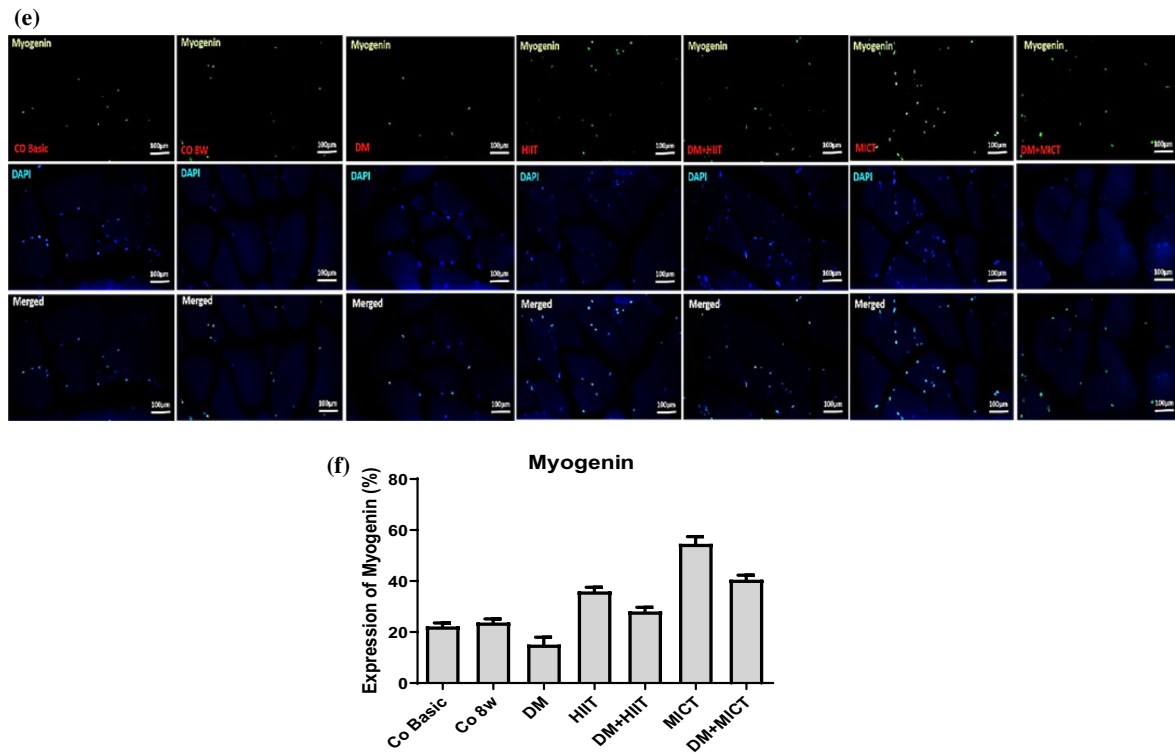 (e)
Myogenin Myogenin Myogenin Myogenin Myogenin Myogenin Myogenin
CO Basic 100µm CO 8W 100µm DM 100µm HIIT 100µm DM+HIIT 100µm MICT 100µm DM+MICT 100µm
DAPI DAPI DAPI DAPI DAPI DAPI DAPI
100µm 100µm 100µm 100µm 100µm 100µm 100µm
Merged Merged Merged Merged Merged Merged Merged
100µm 100µm 100µm 100µm 100µm 100µm 100µm
(f)
Myogenin
Expression of Myogenin (%)
80
60
40
20
0
Co Basic Co 8w DM HIIT DM+HIIT MICT DM+MICT